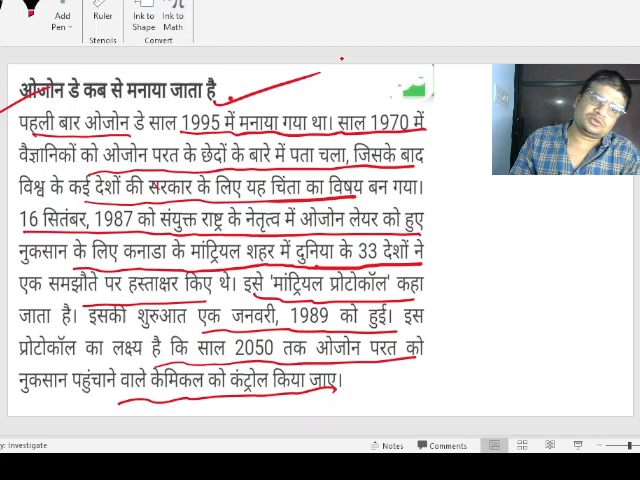 Add
Pen
Ruler
Ink to
Shape
Ink to
Math
Stencils
Convert
ओजोन डे कब से मनाया जाता है
पहली बार ओजोन डे साल 1995 में मनाया गया था। साल 1970 में
वैज्ञानिकों को ओजोन परत के छेदों के बारे में पता चला, जिसके बाद
विश्व के कई देशों की सरकार के लिए यह चिंता का विषय बन गया।
16 सितंबर, 1987 को संयुक्त राष्ट्र के नेतृत्व में ओजोन लेयर को हुए
नुकसान के लिए कनाडा के मांट्रियल शहर में दुनिया के 33 देशों ने
एक समझौते पर हस्ताक्षर किए थे। इसे 'मांट्रियल प्रोटोकॉल' कहा
जाता है। इसकी शुरुआत एक जनवरी, 1989 को हुई। इस
प्रोटोकॉल का लक्ष्य है कि साल 2050 तक ओजोन परत को
नुकसान पहुंचाने वाले केमिकल को कंट्रोल किया जाए।
y: Investigate
Notes
Comments